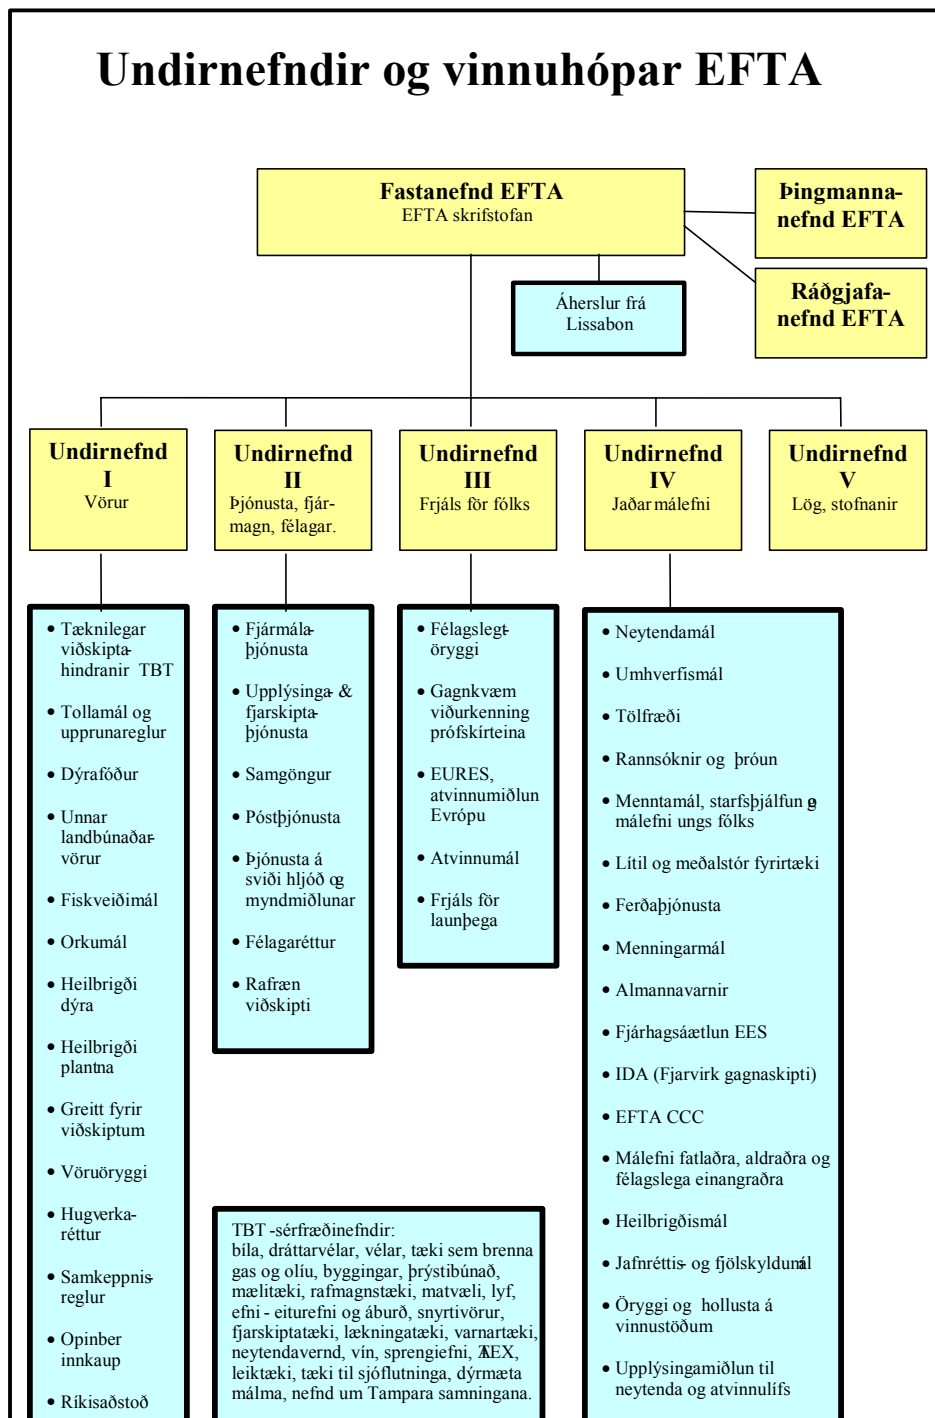 Undirnefndir og vinnuhópar EFTA
Fastanefnd EFTA
EFTA skrifstofan
Þingmanna-
nefnd EFTA
Ráðgjafa-
nefnd EFTA
Áherslur frá
Lissabon
Undirnefnd
I
Vörur
Undirnefnd
II
Þjónusta, fjár-
magn, félagar.
Undirnefnd
III
Frjáls för fólks
Undirnefnd
IV
Jaðarmálefni
Undirnefnd
V
Lög, stofnanir
• Tæknilegar
viðskipta-
hindranir TBT
• Tollamál og
upprunareglur
• Dýrafóður
• Unnar
landbúnaðar-
vörur
• Fiskveiðimál
• Orkumál
• Heilbrigði
dýra
• Heilbrigði
plantna
• Greitt fyrir
viðskiptum
• Vöruöryggi
• Hugverka-
réttur
• Samkeppnis-
reglur
• Opinber
innkaup
• Ríkisaðstoð
• Fjármála-
þjónusta
• Upplýsinga- &
fjarskipta-
þjónusta
• Samgöngur
• Póstþjónusta
• Þjónusta á
sviði hljóð og
myndmiðlunar
• Félagaréttur
• Rafræn
viðskipti
• Félagslegt-
öryggi
• Gagnkvæm
viðurkenning
prófskírteina
• EURES,
atvinnumiðlun
Evrópu
• Atvinnumál
• Frjáls för
launþega
• Neytendamál
• Umhverfismál
• Tölfræði
• Rannsóknir og þróun
• Menntamál, starfsþjálfun og
málefni ungs fólks
• Lítil og meðalstór fyrirtæki
• Ferðaþjónusta
• Menningarmál
• Almannavarnir
• Fjárhagsáætlun EES
• IDA (Fjarvirk gagnaskipti)
• EFTA CCC
• Málefni fatlaðra, aldraðra og
félagslega einangraðra
• Heilbrigðismál
• Jafnréttis- og fjölskyldumál
• Öryggi og hollusta á
vinnustöðum
• Upplýsingamiðlun til
neytenda og atvinnulífs
TBT -sérfræðinefndir:
bíla, dráttarvélar, vélar, tæki sem brenna
gas og olíu, byggingar, þrýstibúnað,
mælitæki, rafmagnstæki, matvæli, lyf,
efni - eiturefni og áburð, snyrtivörur,
fjarskiptatæki, lækningatæki, varnartæki,
neytendavernd, vín, sprengiefni, ATEX,
leiktæki, tæki til sjóflutninga, dýrmæta
málma, nefnd um Tampara samningana.